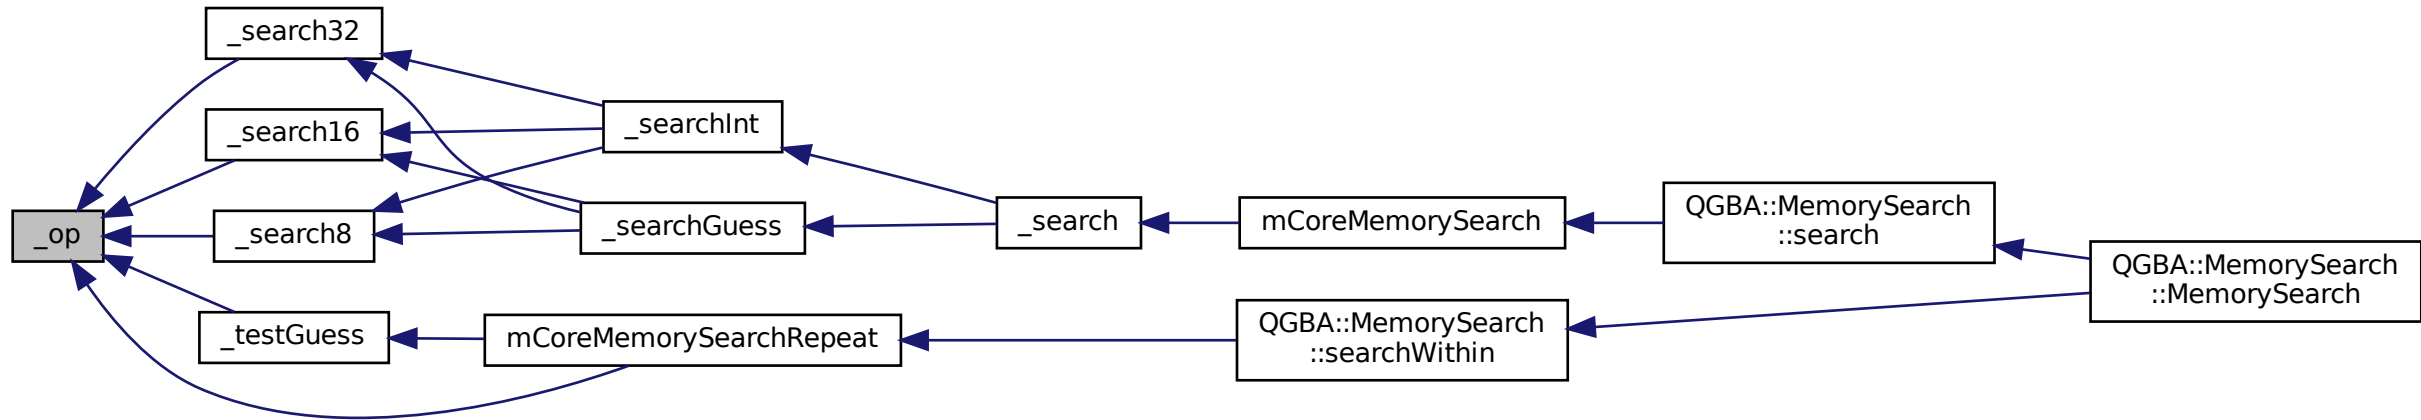 _search32
_search16
_searchInt
_op
_search8
_searchGuess
_search
mCoreMemorySearch
QGBA::MemorySearch
::search
QGBA::MemorySearch
::MemorySearch
_testGuess
mCoreMemorySearchRepeat
QGBA::MemorySearch
::searchWithin